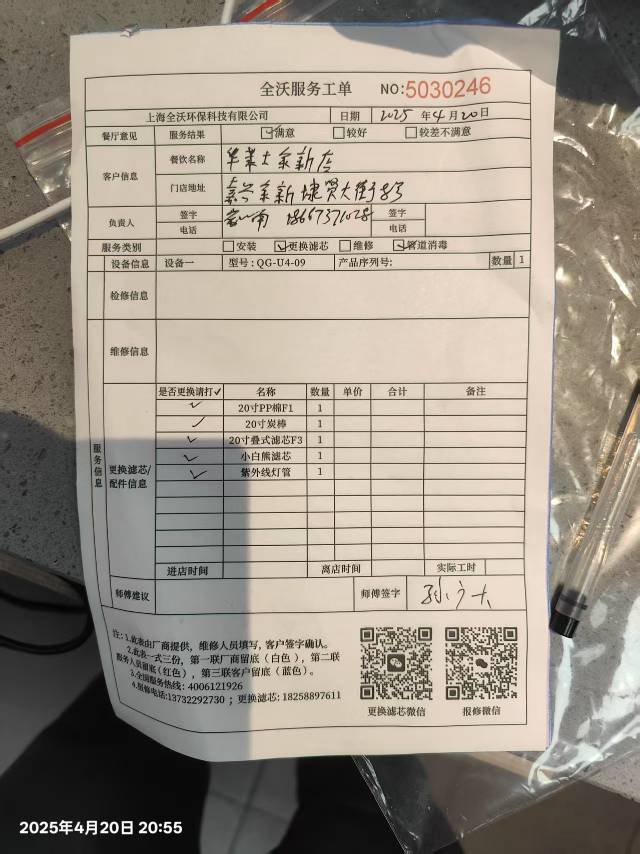 全沃服务工单 NO:5030246
上海全沃环保科技有限公司 日期 2025 年 4 月 20 日
餐厅意见 服务结果 ☑满意 □较好 □较差不满意
客户信息 餐饮名称 华莱士余新店
门店地址 嘉兴余新
负责人 签字 签字
电话 18667371028 电话
服务类别 □安装 ☑更换滤芯 □维修 ☑管道消毒
设备信息 设备一 型号:QG-U4-09 产品序列号: 数量 1
检修信息
服务信息
维修信息
更换滤芯/配件信息
是否更换请打✓ 名称 数量 单价 合计 备注
✓ 20寸PP棉F1 1
✓ 20寸炭棒 1
✓ 20寸叠式滤芯F3 1
✓ 小白熊滤芯 1
✓ 紫外线灯管 1
进店时间 离店时间 实际工时
师傅建议 师傅签字
注:1.此表由厂商提供，维修人员填写，客户签字确认。
2.此表一式三份，第一联厂商留底（白色），第二联
服务人员留底(红色)，第三联客户留底（蓝色）。
3.全国服务热线: 4006121926
4.报修电话:13732292730 ; 更换滤芯: 18258897611
更换滤芯微信 报修微信
2025年4月20日 20:55